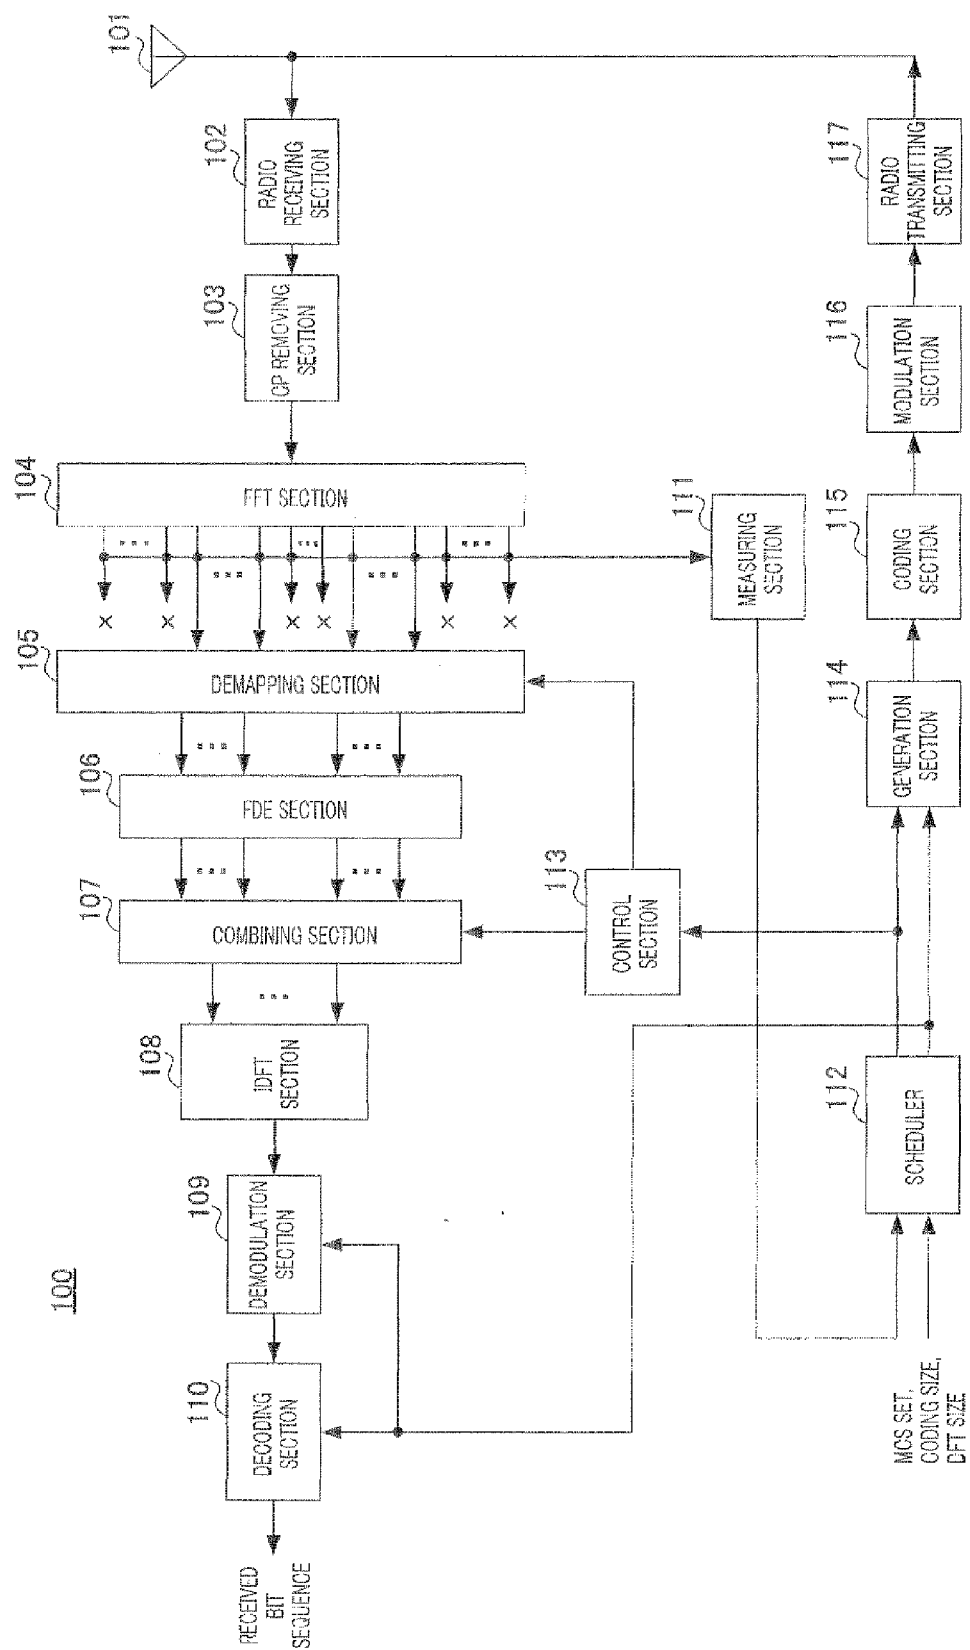 100
101
102
RADIO
RECEIVING
SECTION
103
CP REMOVING
SECTION
104
FFT SECTION
105
DEMAPPING SECTION
106
FDE SECTION
107
COMBINING SECTION
108
IDFT
SECTION
109
DEMODULATION
SECTION
110
DECODING
SECTION
RECEIVED
BIT
SEQUENCE
111
MEASURING
SECTION
113
CONTROL
SECTION
112
SCHEDULER
MCS SET,
CODING SIZE,
DFT SIZE
114
GENERATION
SECTION
115
CODING
SECTION
116
MODULATION
SECTION
117
RADIO
TRANSMITTING
SECTION
X X X X X X